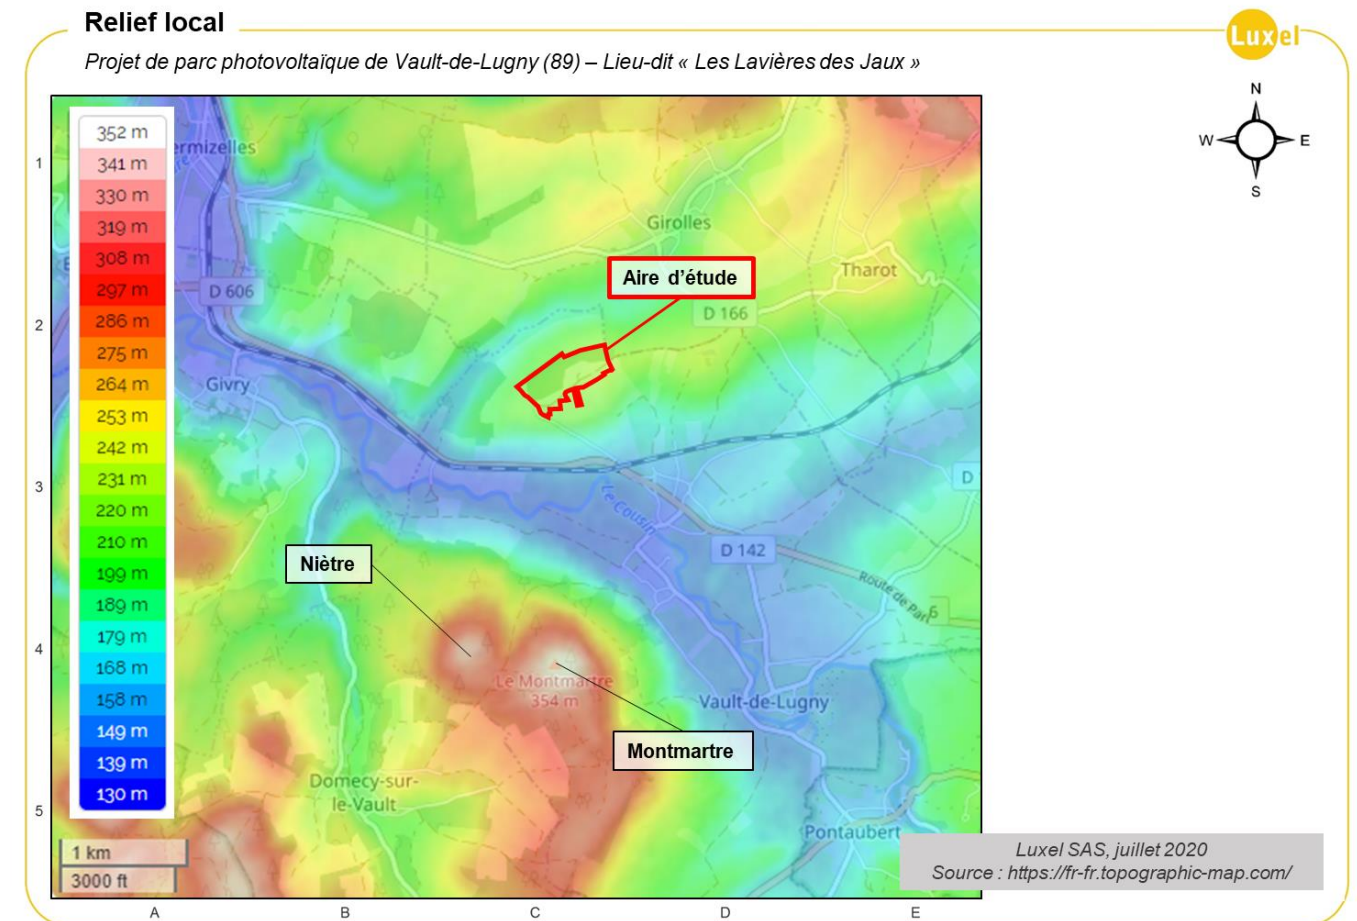 Relief local
Luxel
Projet de parc photovoltaïque de Vault-de-Lugny (89) – Lieu-dit « Les Lavières des Jaux »
N
W
E
S
352 m
341 m
330 m
319 m
308 m
297 m
286 m
275 m
264 m
253 m
242 m
231 m
220 m
210 m
199 m
189 m
179 m
168 m
158 m
149 m
139 m
130 m
1
2
3
4
5
ermizelles
Girolles
Aire d’étude
Tharot
D 606
D 166
Givry
D
Le Cousin
D 142
Niètre
Route de Pari
6
Le Montmartre
354 m
Vault-de-Lugny
Montmartre
Domecy-sur-
le-Vault
Pontaubert
1 km
3000 ft
Luxel SAS, juillet 2020
Source : https://fr-fr.topographic-map.com/
A
B
C
D
E